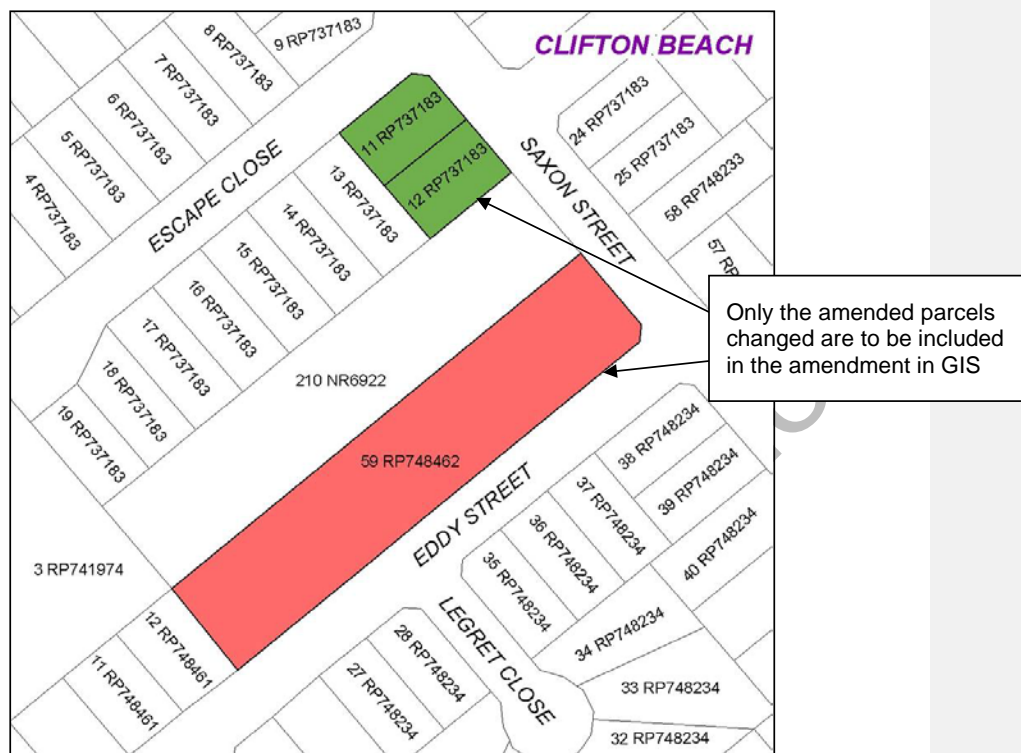 CLIFTON BEACH
9 RP737183
8 RP737183
7 RP737183
6 RP737183
5 RP737183
4 RP737183
ESCAPE CLOSE
11 RP737183
12 RP737183
13 RP737183
14 RP737183
15 RP737183
16 RP737183
17 RP737183
18 RP737183
19 RP737183
SAXON STREET
24 RP737183
25 RP737183
58 RP748233
57 RP
Only the amended parcels
changed are to be included
in the amendment in GIS
210 NR6922
59 RP748462
EDDY STREET
3 RP741974
12 RP748461
11 RP748461
38 RP748234
39 RP748234
37 RP748234
36 RP748234
35 RP748234
40 RP748234
34 RP748234
33 RP748234
32 RP748234
LEGRET CLOSE
28 RP748234
27 RP748234